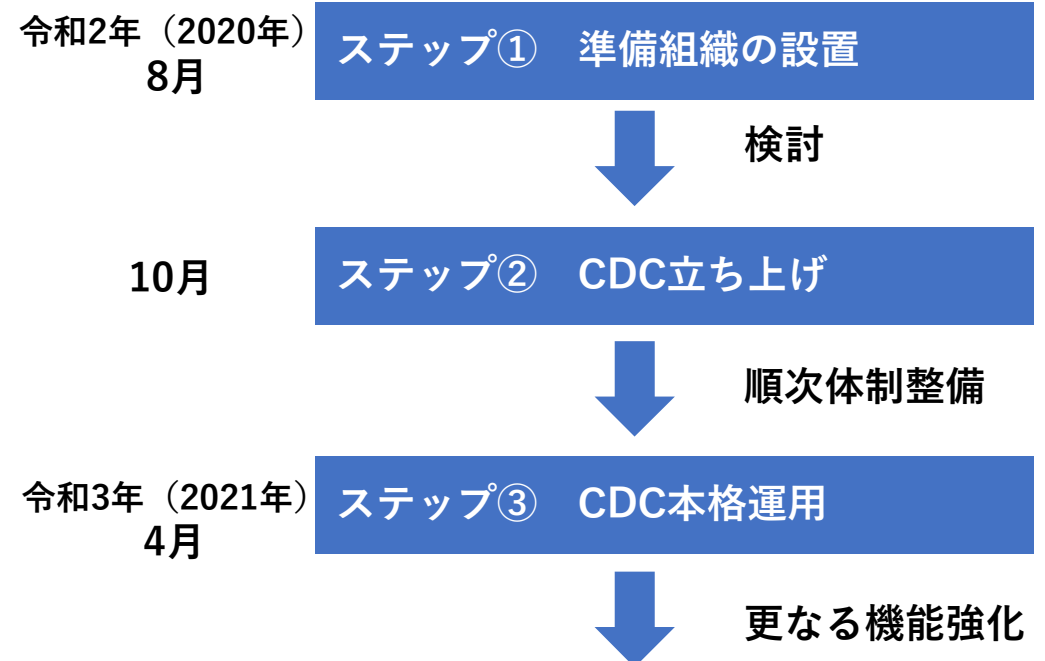 令和2年（2020年）
8月
ステップ①　準備組織の設置
検討
10月
ステップ②　CDC立ち上げ
順次体制整備
令和3年（2021年）
4月
ステップ③　CDC本格運用
更なる機能強化